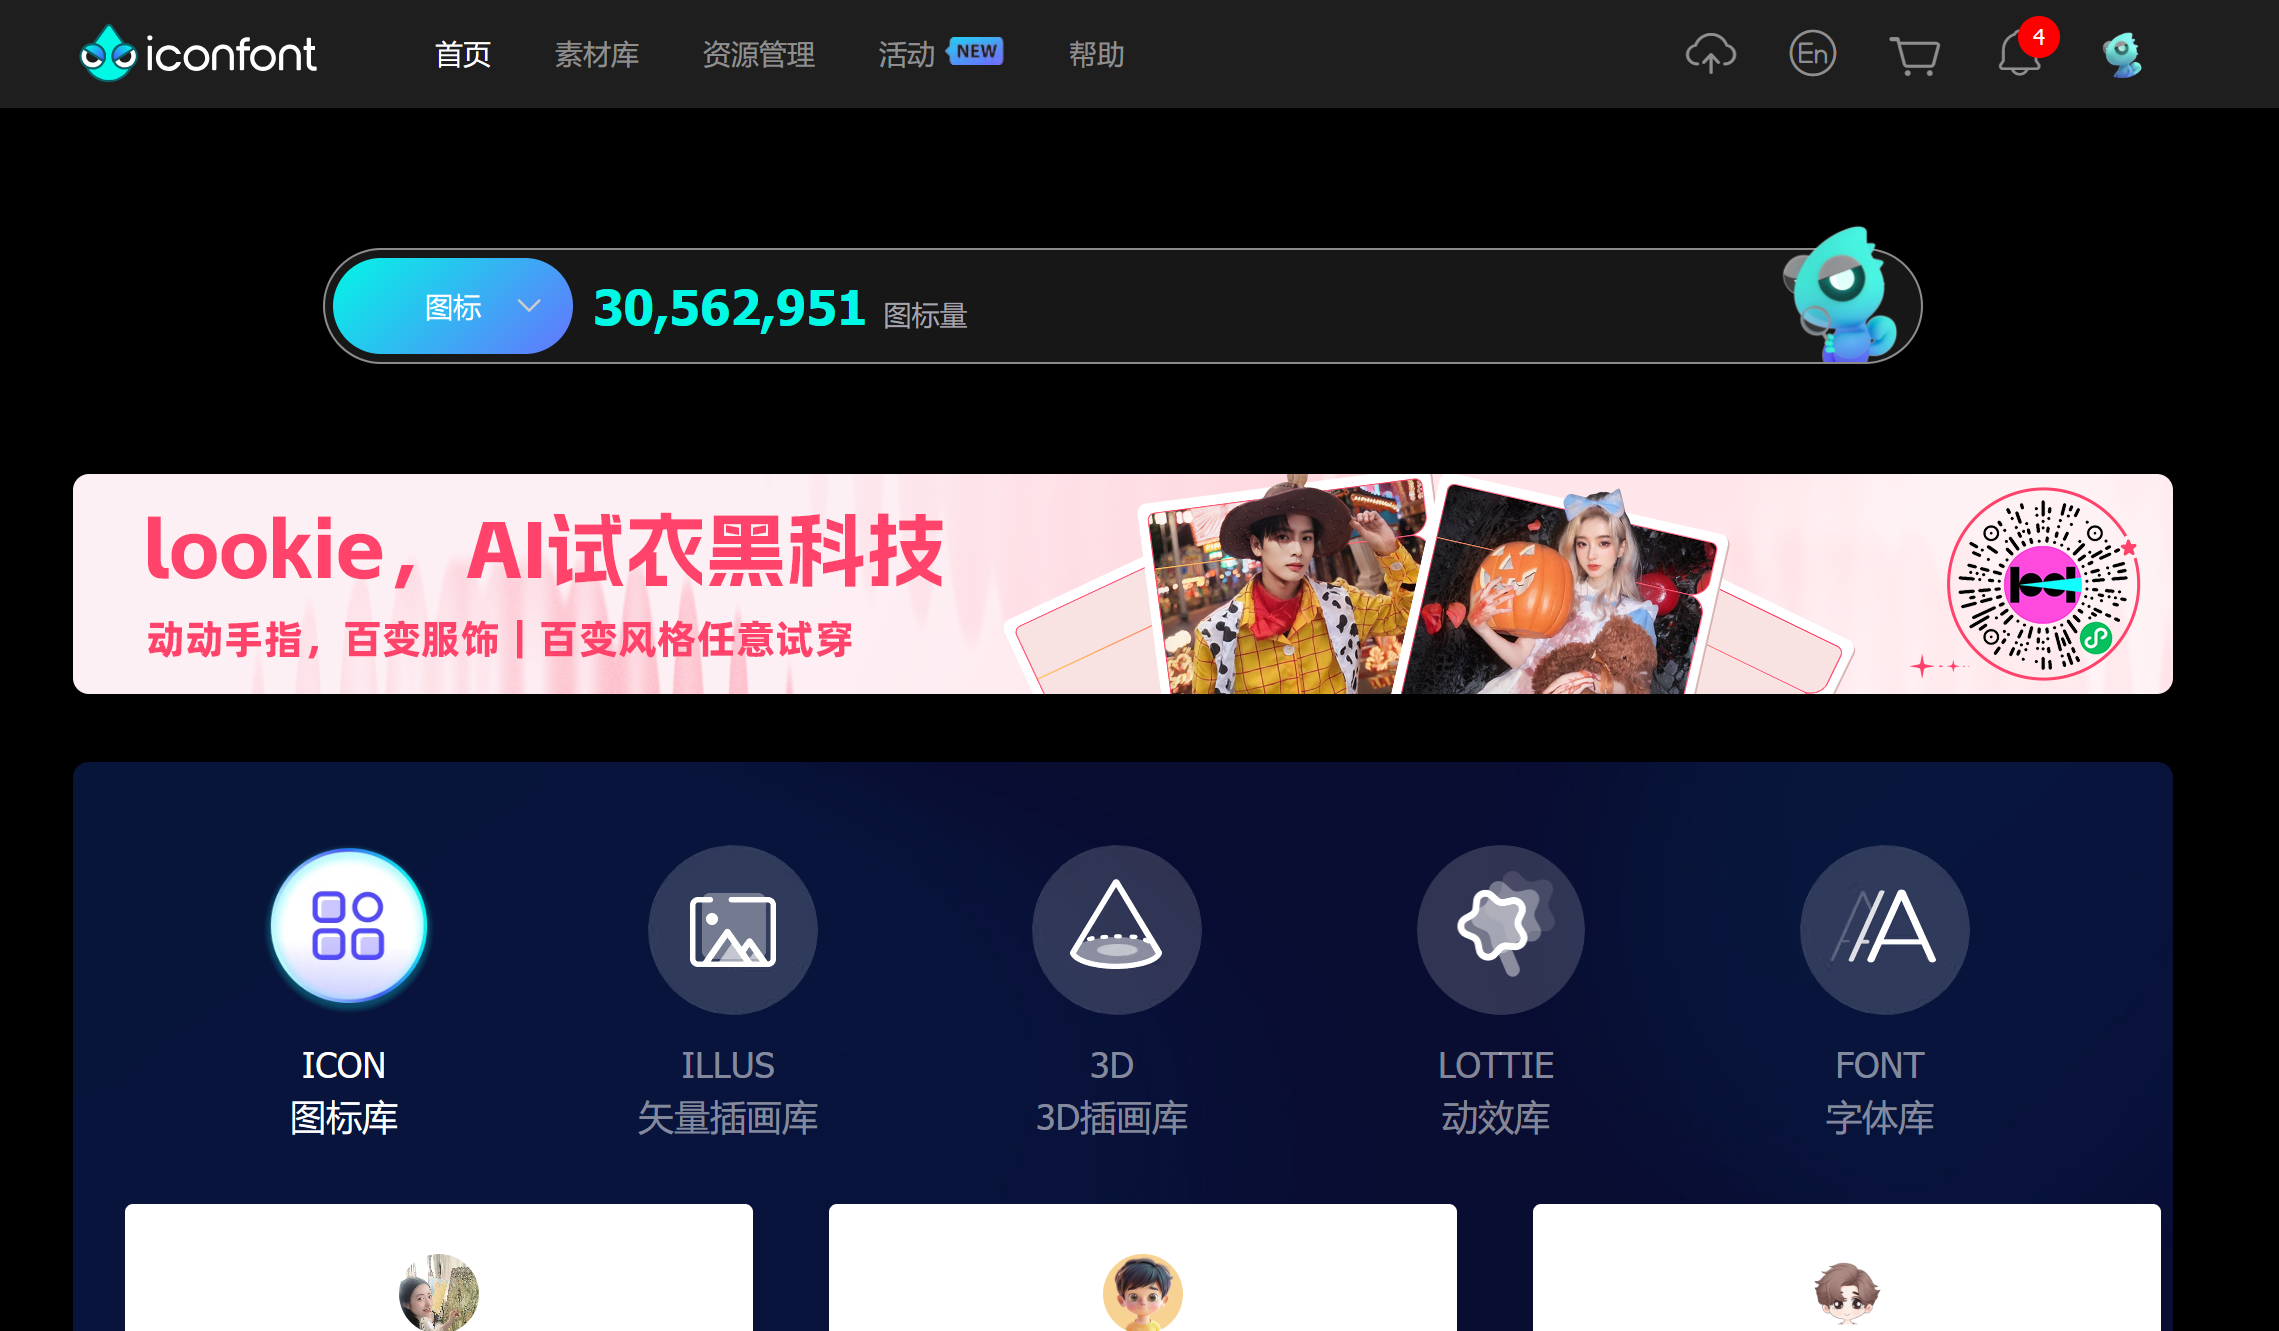 iconfont
首页
素材库
资源管理
活动 NEW
帮助
En
4
图标
30,562,951 图标量
lookie，AI试衣黑科技
动动手指，百变服饰 | 百变风格任意试穿
ICON
图标库
ILLUS
矢量插画库
3D
3D插画库
LOTTIE
动效库
FONT
字体库